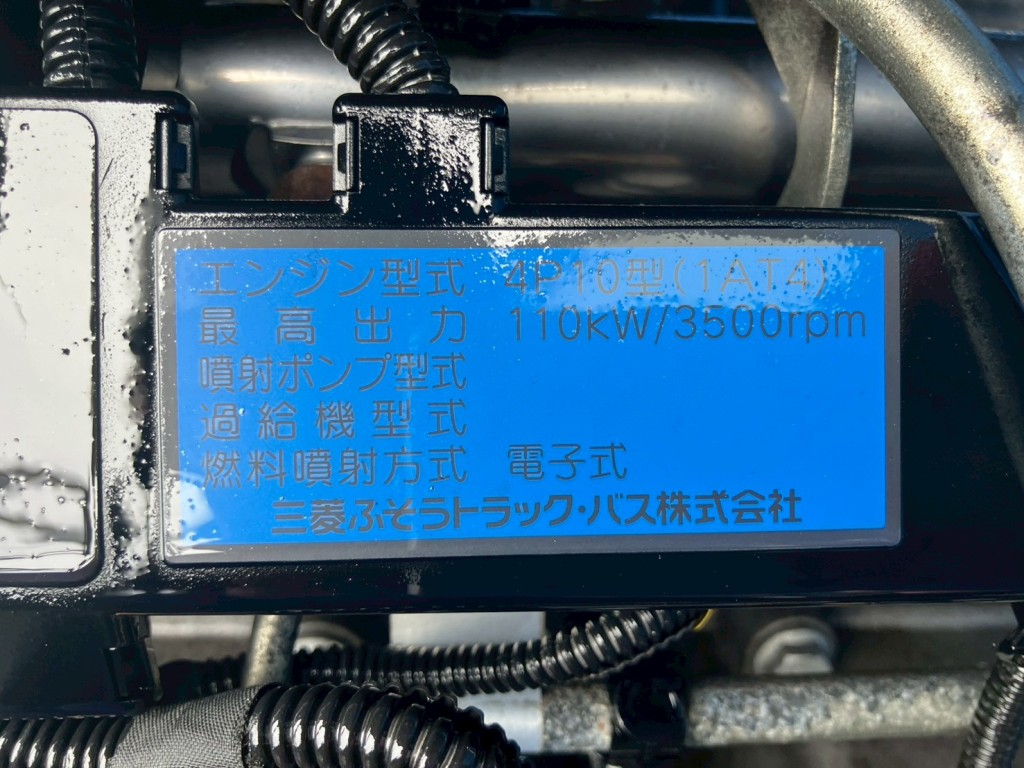 エンジン型式 4P10型(1AT4)
最高出力 110kW/3500rpm
噴射ポンプ型式
過給機型式
燃料噴射方式 電子式
三菱ふそうトラック・バス株式会社